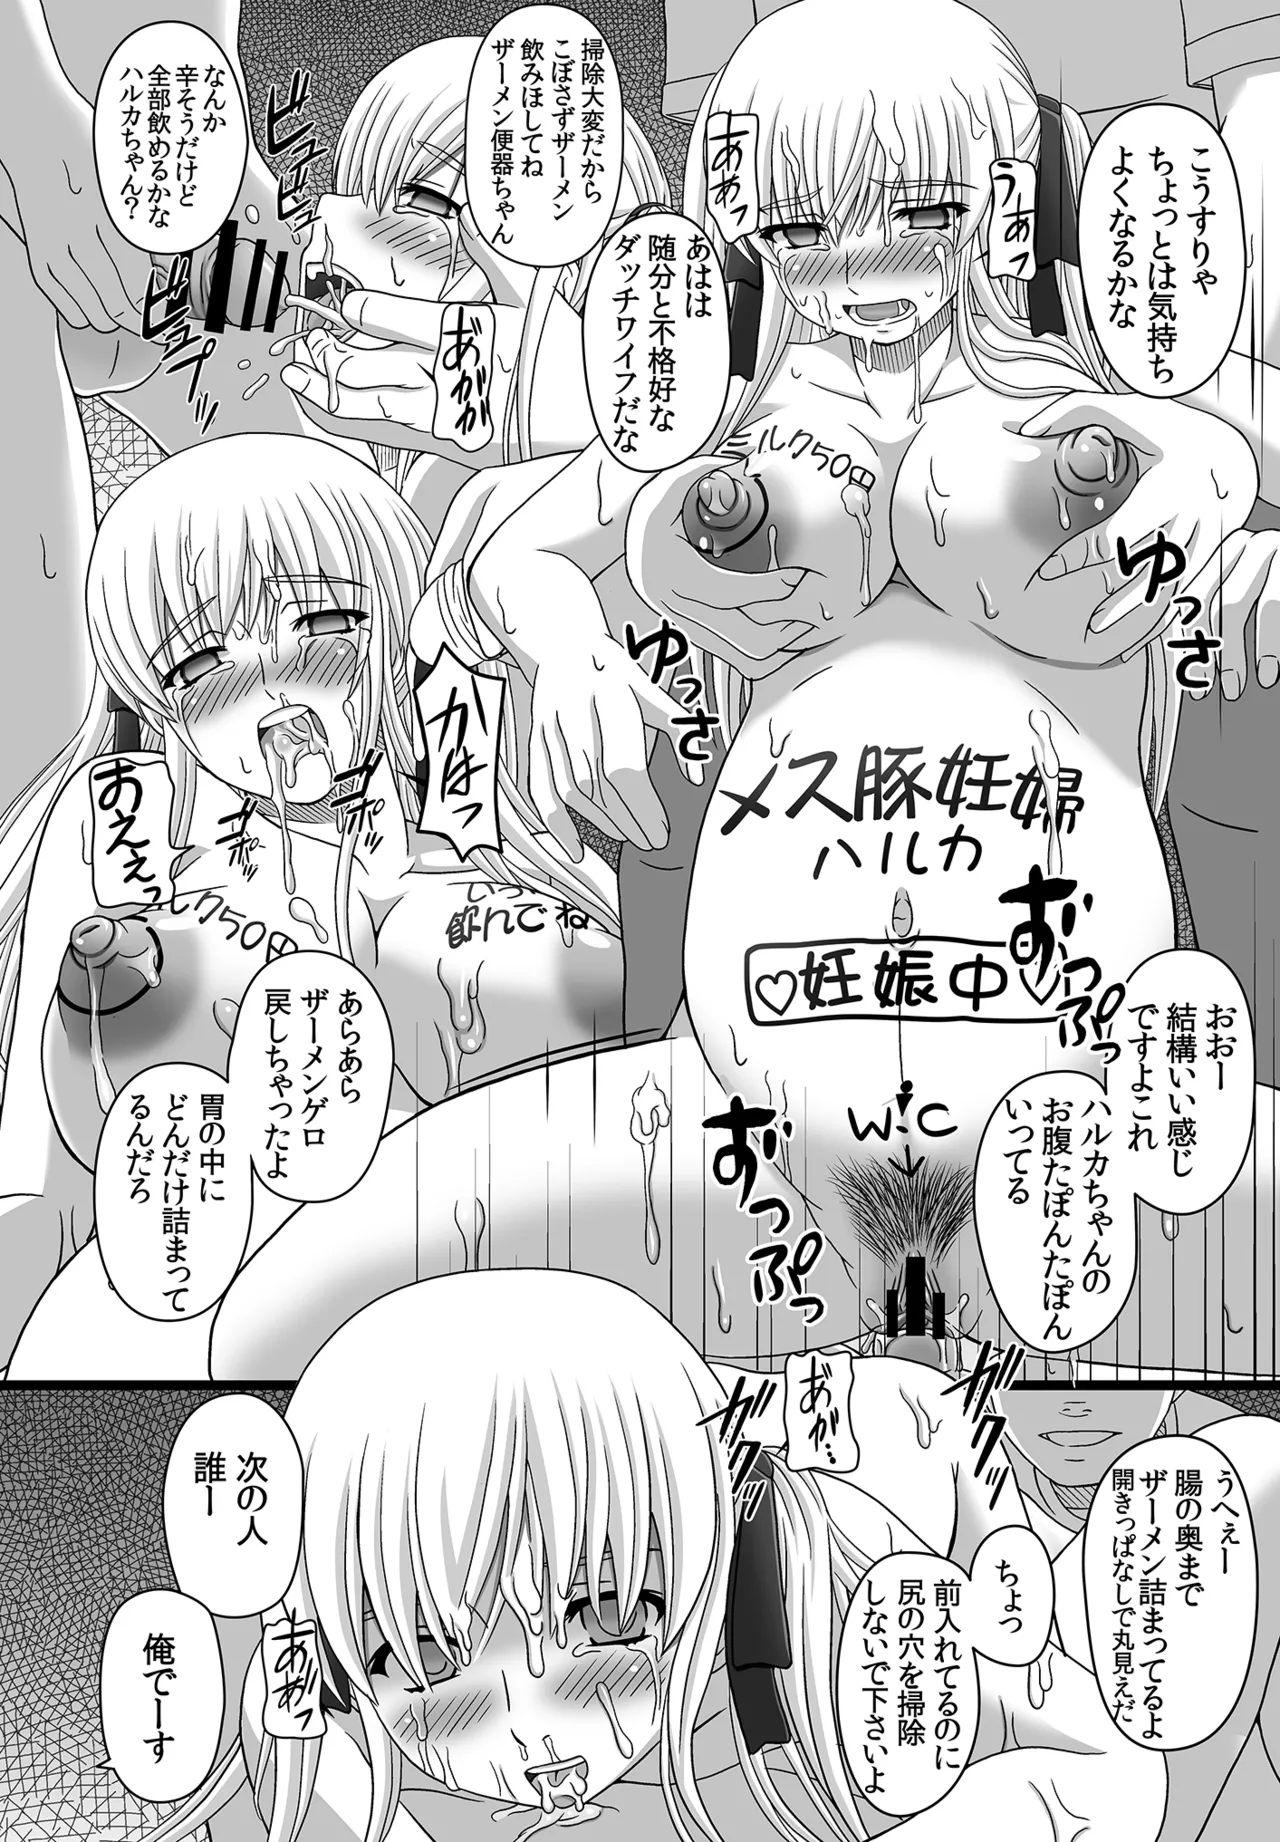 こうすりゃ
ちょっとは気持ち
よくなるかな
うあぁっ
ああぁっ
掃除大変だから
こぼさずザーメン
飲みほしてね
ザーメン便器ちゃん
あはは
随分と不格好な
ダッチワイフだな
なんか
辛そうだけど
全部飲めるかな
ハルカちゃん?
あ゛がが
ミルク50円
ゆっさ
ゆっさ
メス豚妊婦
ハルカ
♡妊娠中♡
W.C
お゛っぷっ
お゛っぷっ
かはっ
おえぇっ
ゴポッ
ゴポッ
ミルク50円
飲んでね
あらあら
ザーメンゲロ
戻しちゃったよ
胃の中に
どんだけ詰まって
るんだろ
おおー
結構いい感じ
ですよこれ
ハルカちゃんの
お腹たぽんたぽん
いってる
うへぇー
腸の奥まで
ザーメン詰まってるよ
開きっぱなしで丸見えだ
ちょっ
前入れてるのに
尻の穴を掃除
しないで下さいよ
あ゛がっ…
ガクガクッ
ガクガクッ
次の人
誰ー
俺でーす
あ゛あ゛っ